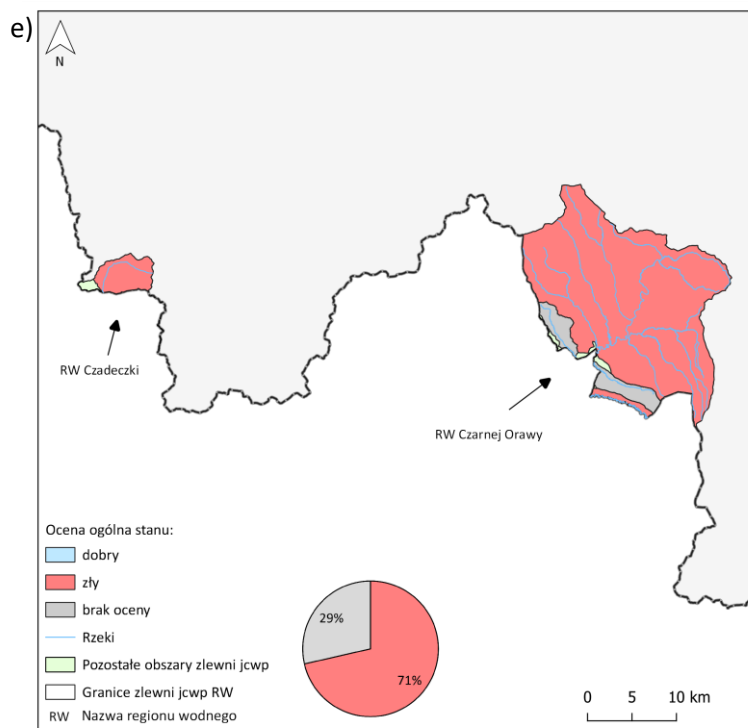 e)
N
RW Czadeczki
RW Czarnej Orawy
Ocena ogólna stanu:
dobry
zły
brak oceny
Rzeki
Pozostałe obszary zlewni jcwp
Granice zlewni jcwp RW
RW Nazwa regionu wodnego
29%
71%
0 5 10 km